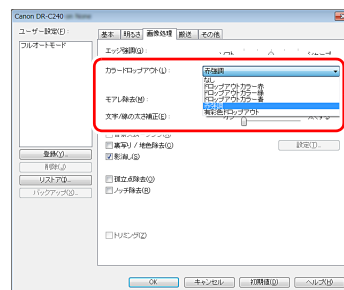 Canon DR-C240
ユーザー設定(F):
フルオートモード
登録(Y)...
削除(J)
リストア(I)...
バックアップ(X)...
基本 明るさ 画像処理 搬送 その他
エッジ強調(G):
カラードロップアウト(L): 赤強調
なし
ドロップアウトカラー赤
ドロップアウトカラー緑
ドロップアウトカラー青
赤強調
有彩色ドロップアウト
モアレ除去(M):
文字/線の太さ補正(E):
裏写り / 地色除去(O) 設定(T)...
影消し(S)
孤立点除去(O)
ノッチ除去(R)
トリミング(Z)
OK キャンセル 初期値(D) ヘルプ(H)